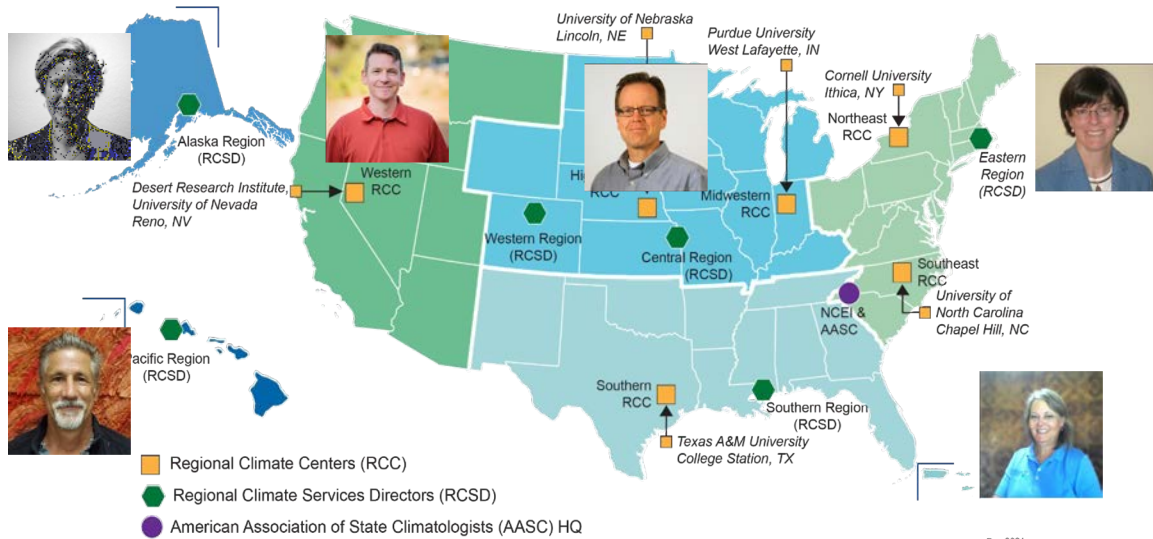 University of Nebraska
Lincoln, NE
Purdue University
West Lafayette, IN
Cornell University
Ithica, NY
Northeast
RCC
Alaska Region
(RCSD)
Eastern
Region
(RCSD)
Desert Research Institute,
University of Nevada
Reno, NV
Western
RCC
Hi
RCC
Midwestern
RCC
Western Region
(RCSD)
Central Region
(RCSD)
Southeast
RCC
University of
North Carolina
Chapel Hill, NC
NCEI &
AASC
acific Region
(RCSD)
Southern
RCC
Southern Region
(RCSD)
Texas A&M University
College Station, TX
Regional Climate Centers (RCC)
Regional Climate Services Directors (RCSD)
American Association of State Climatologists (AASC) HQ